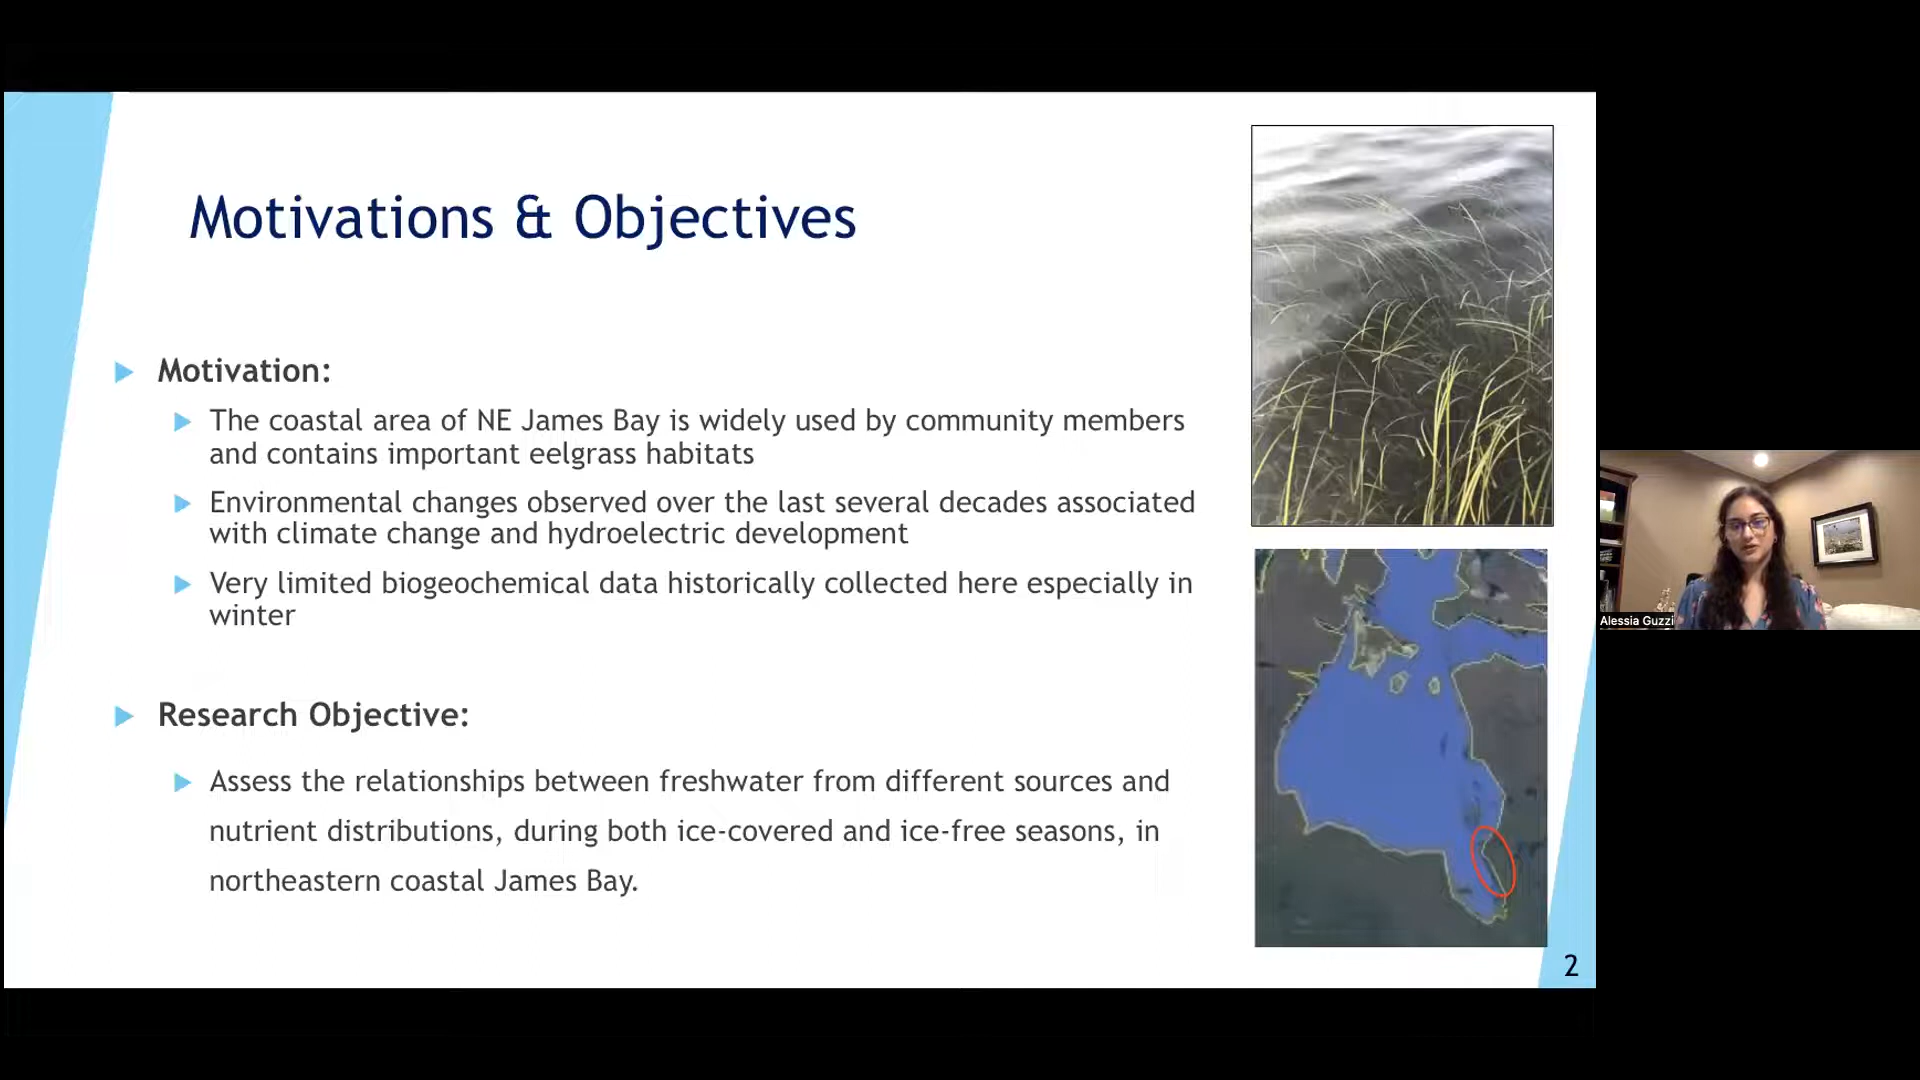 Motivations & Objectives
Motivation:
The coastal area of NE James Bay is widely used by community members
and contains important eelgrass habitats
Environmental changes observed over the last several decades associated
with climate change and hydroelectric development
Very limited biogeochemical data historically collected here especially in
winter
Research Objective:
Assess the relationships between freshwater from different sources and
nutrient distributions, during both ice-covered and ice-free seasons, in
northeastern coastal James Bay.
2
Alessia Guzzi